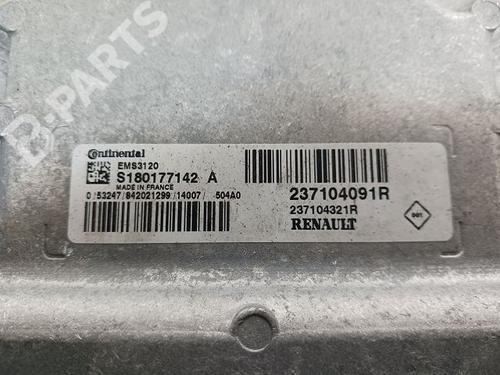 B-PARTS
Continental
EMS3120
S180177142 A
MADE IN FRANCE
0/53247/842021299/14007/ 504A0
237104091R
237104321R
RENAULT